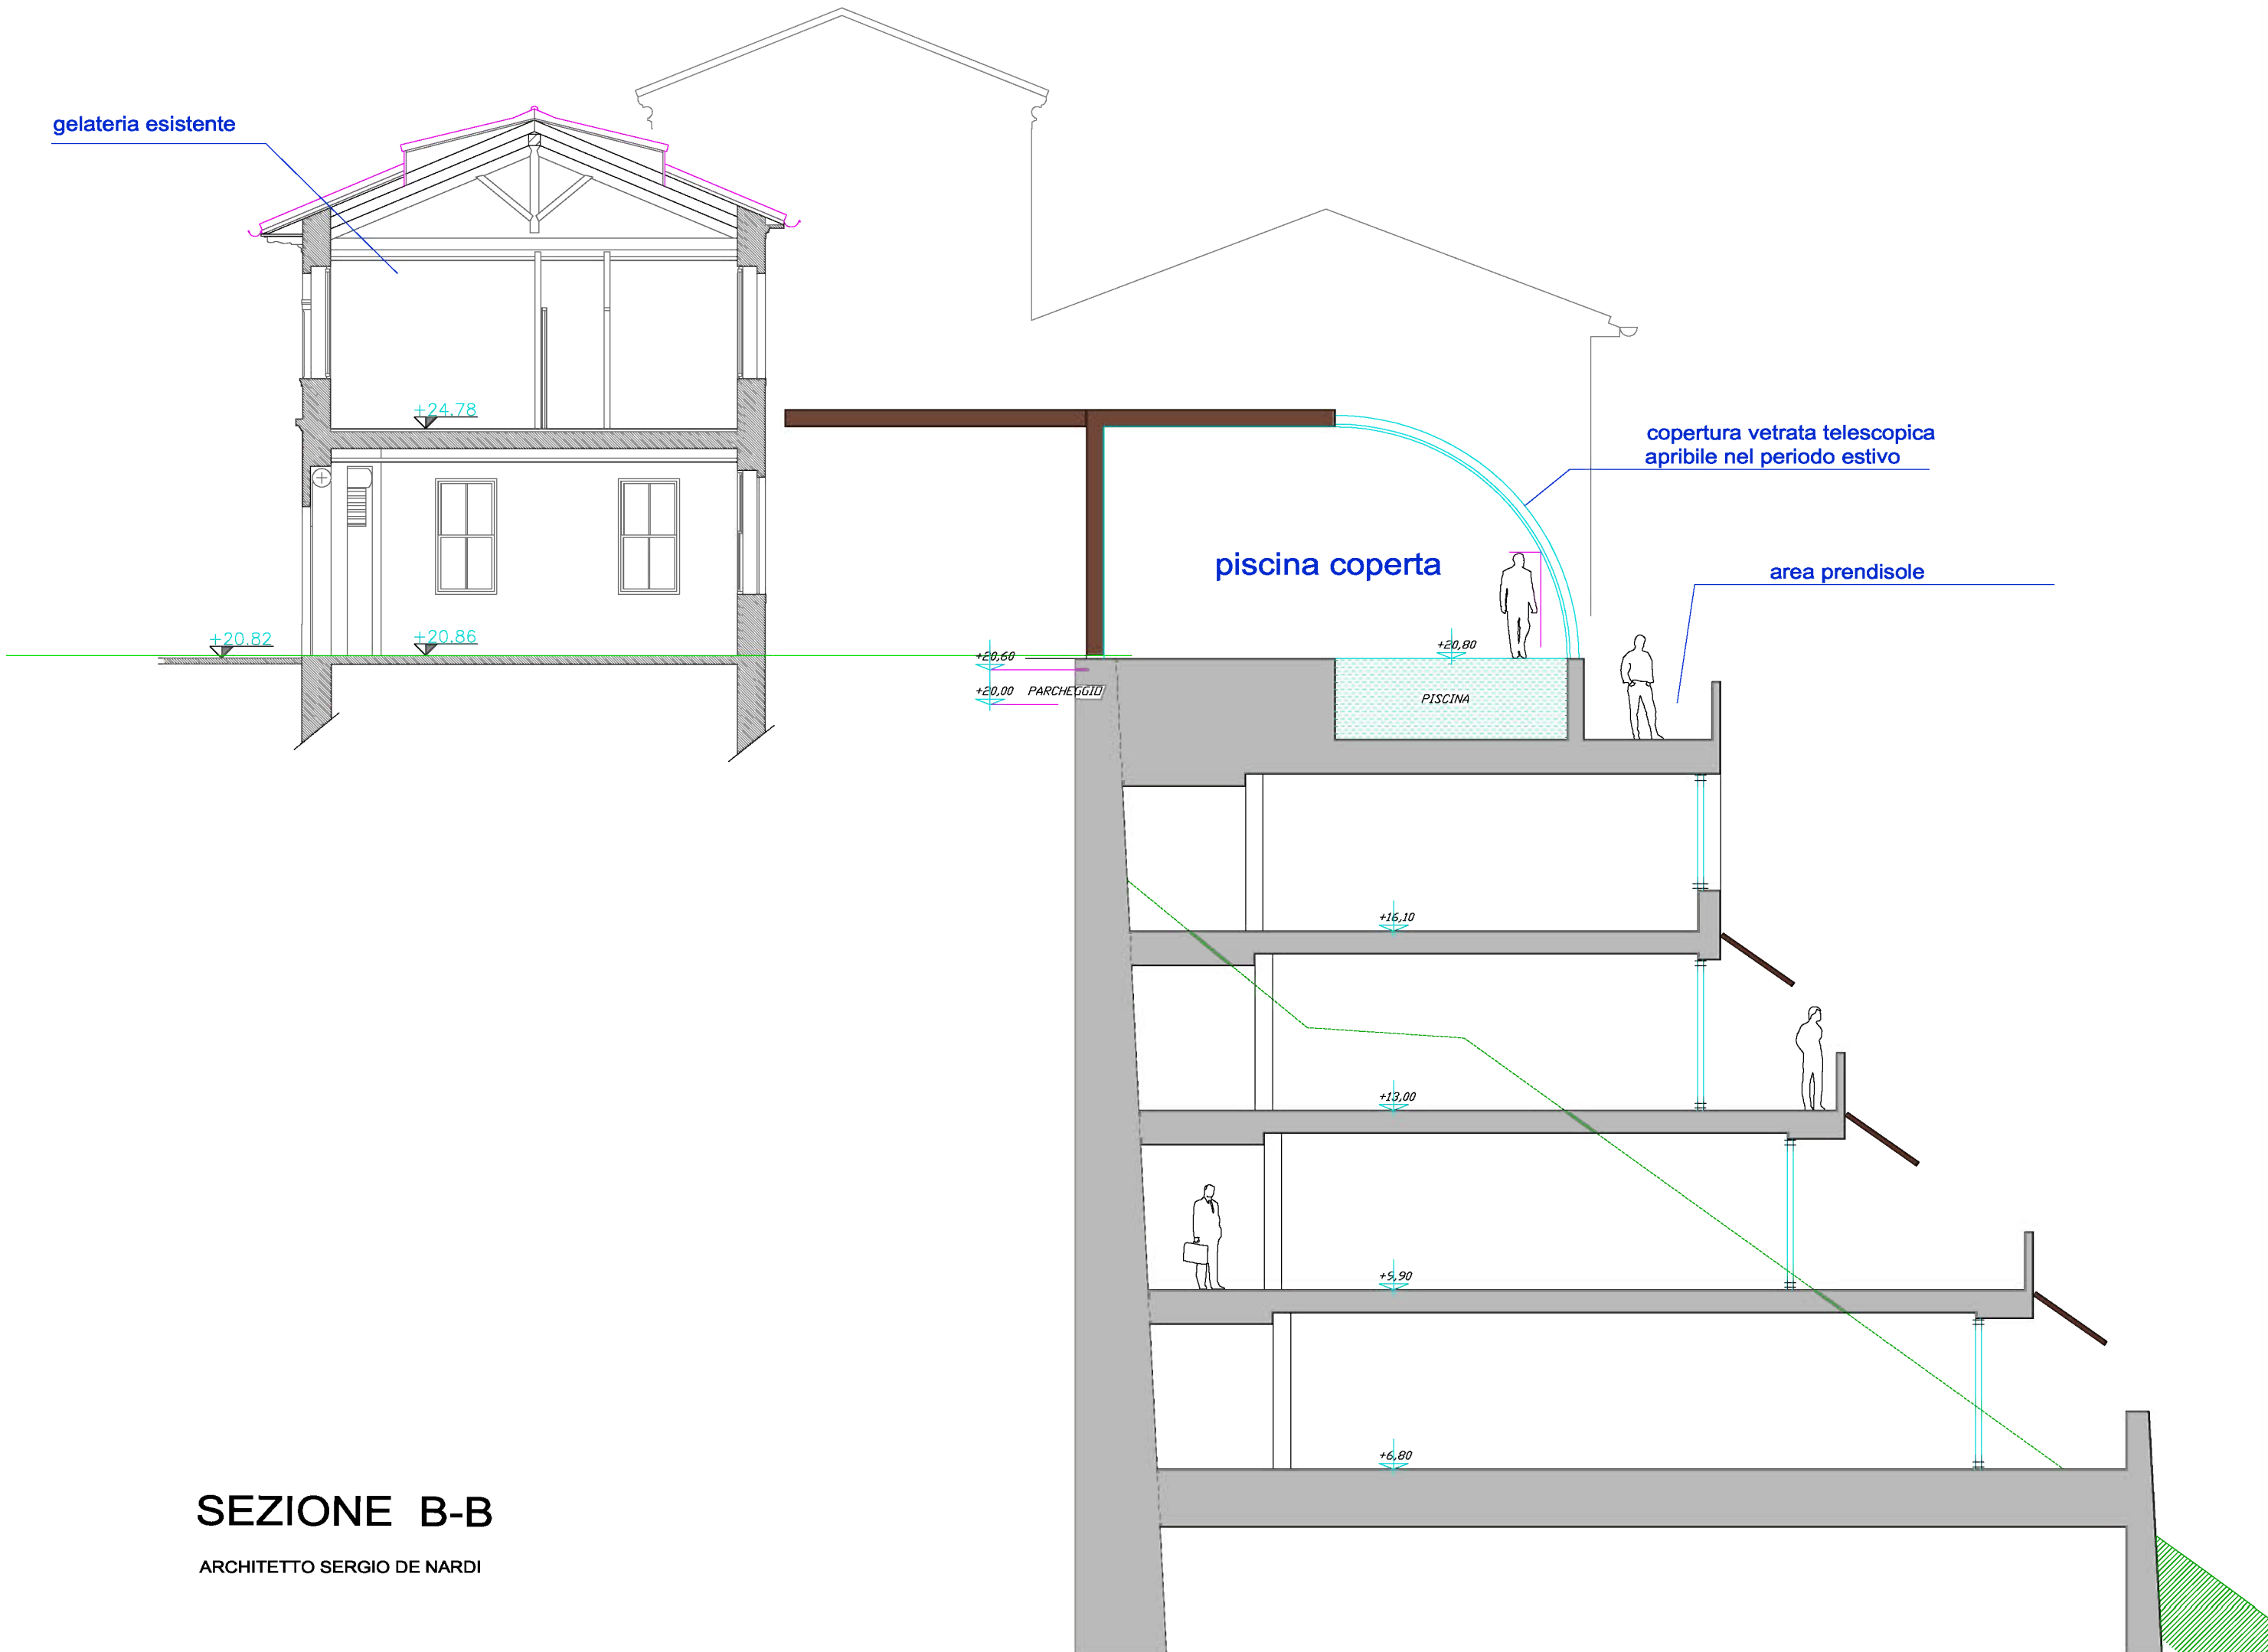 gelateria esistente
+24.78
copertura vetrata telescopica
apribile nel periodo estivo
piscina coperta
area prendisole
+20.82
+20.86
+20,60
+20,80
+20,00 PARCHEGGIO
PISCINA
+16,10
+13,00
+9,90
+6,80
SEZIONE B-B
ARCHITETTO SERGIO DE NARDI